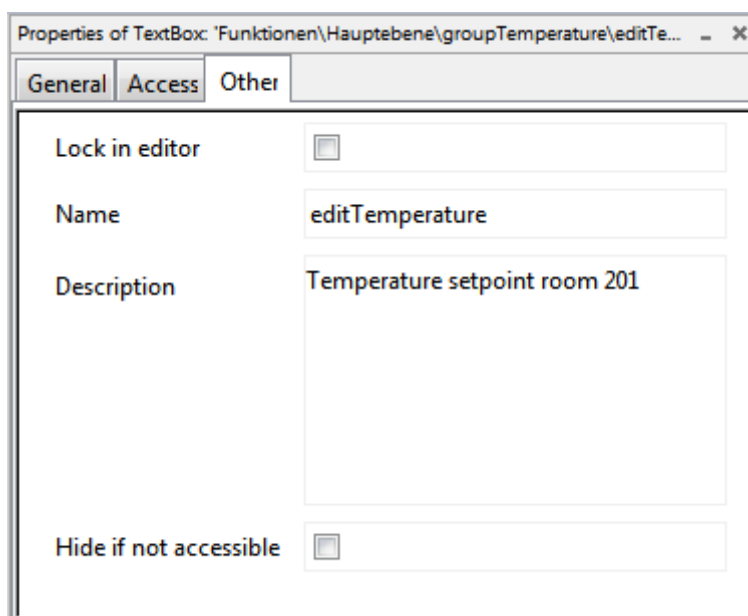 Properties of TextBox: 'Funktionen\Hauptebene\groupTemperature\editTe...
General Access Other
Lock in editor
Name editTemperature
Description Temperature setpoint room 201
Hide if not accessible